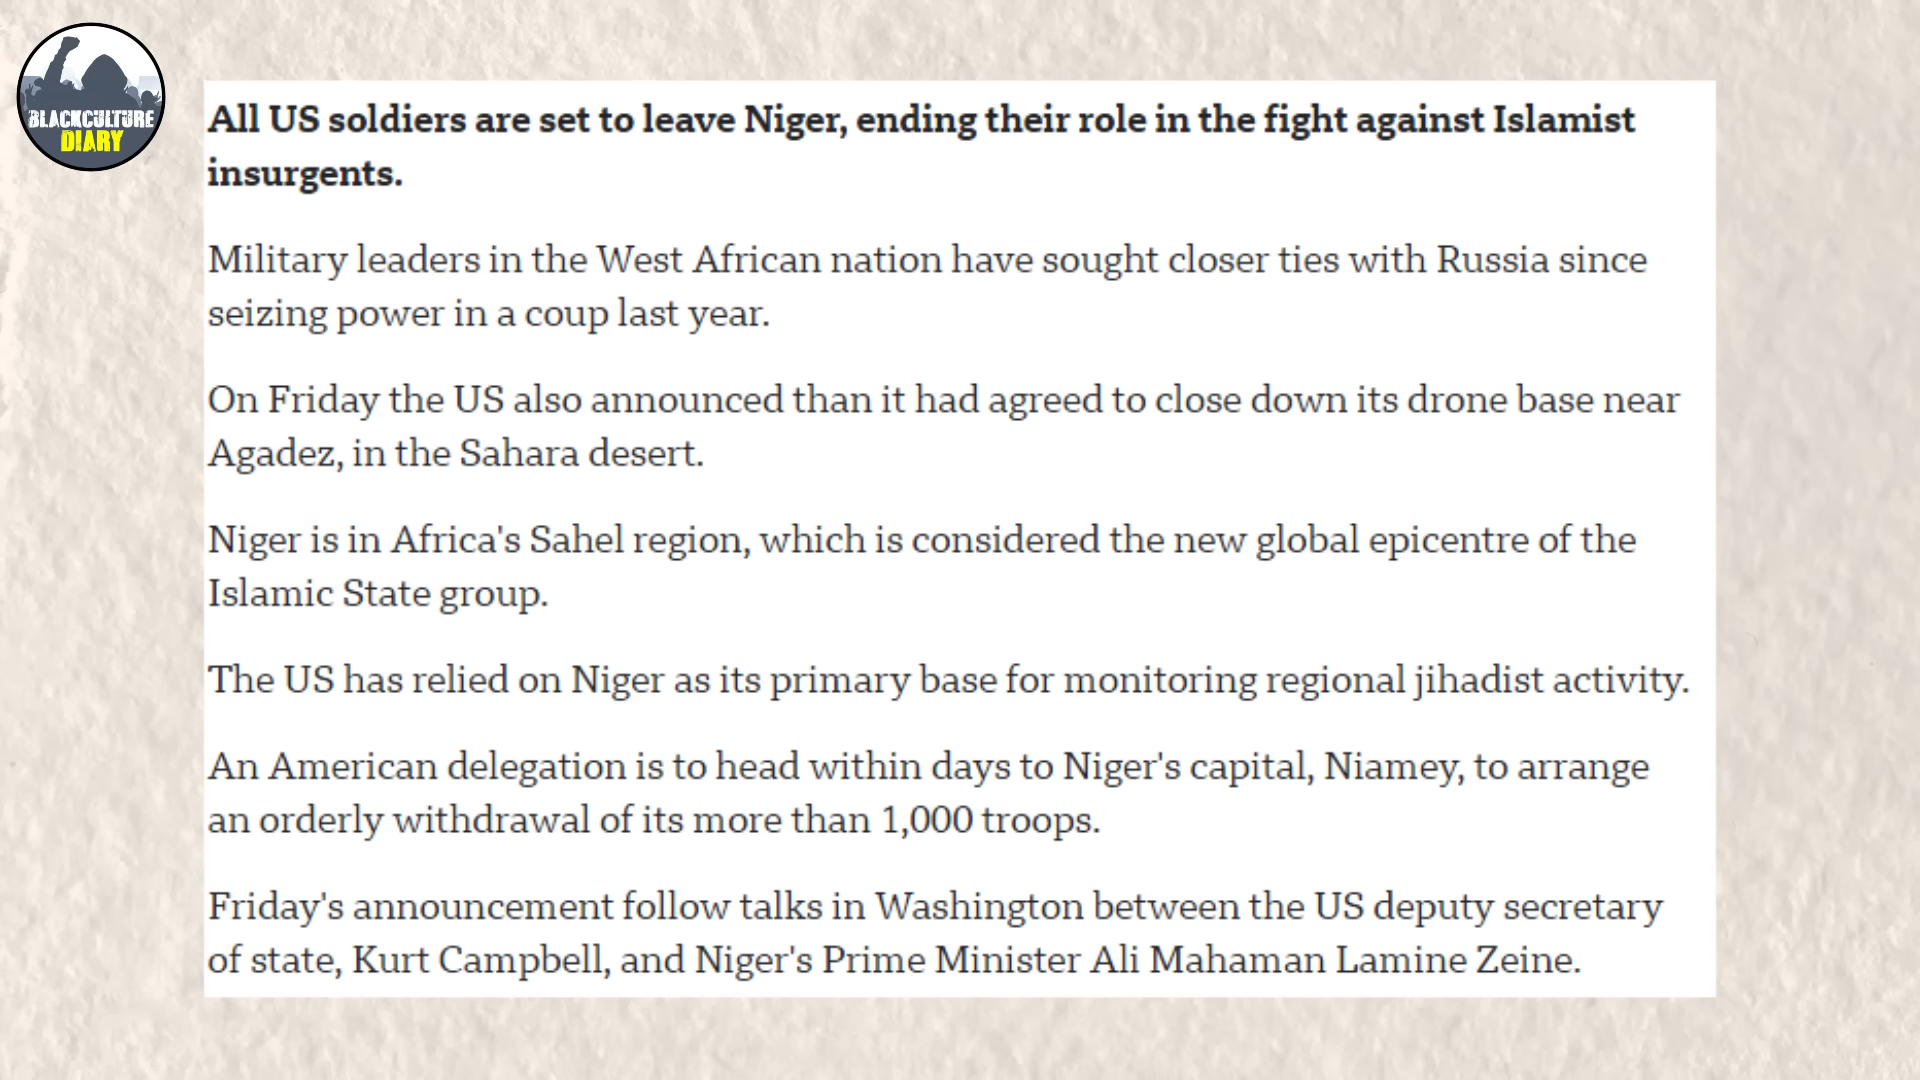 BLACKCULTURE
DIARY
All US soldiers are set to leave Niger, ending their role in the fight against Islamist
insurgents.
Military leaders in the West African nation have sought closer ties with Russia since
seizing power in a coup last year.
On Friday the US also announced than it had agreed to close down its drone base near
Agadez, in the Sahara desert.
Niger is in Africa's Sahel region, which is considered the new global epicentre of the
Islamic State group.
The US has relied on Niger as its primary base for monitoring regional jihadist activity.
An American delegation is to head within days to Niger's capital, Niamey, to arrange
an orderly withdrawal of its more than 1,000 troops.
Friday's announcement follow talks in Washington between the US deputy secretary
of state, Kurt Campbell, and Niger's Prime Minister Ali Mahaman Lamine Zeine.